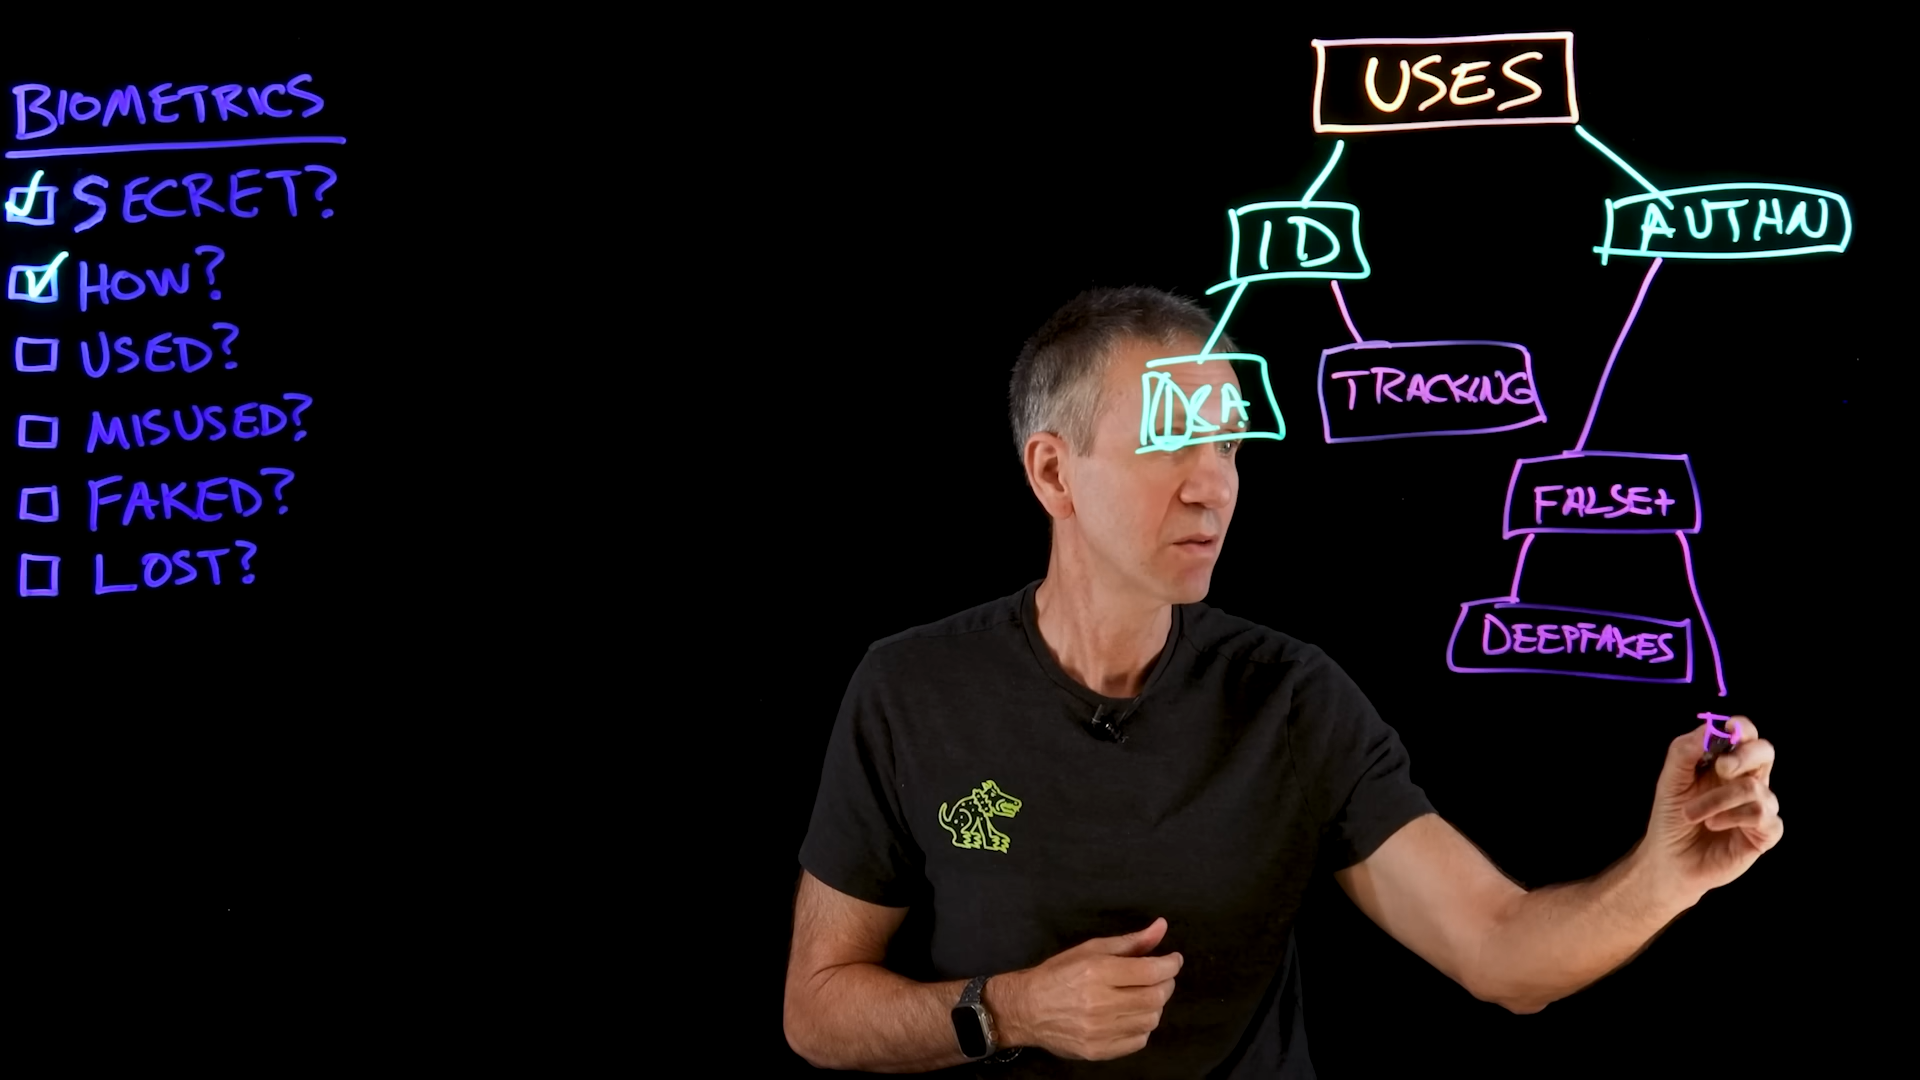 BIOMETRICS
SECRET?
HOW?
USED?
MISUSED?
FAKED?
LOST?
USES
ID
AUTHN
TRACKING
FALSE+
DEEPFAKES
F